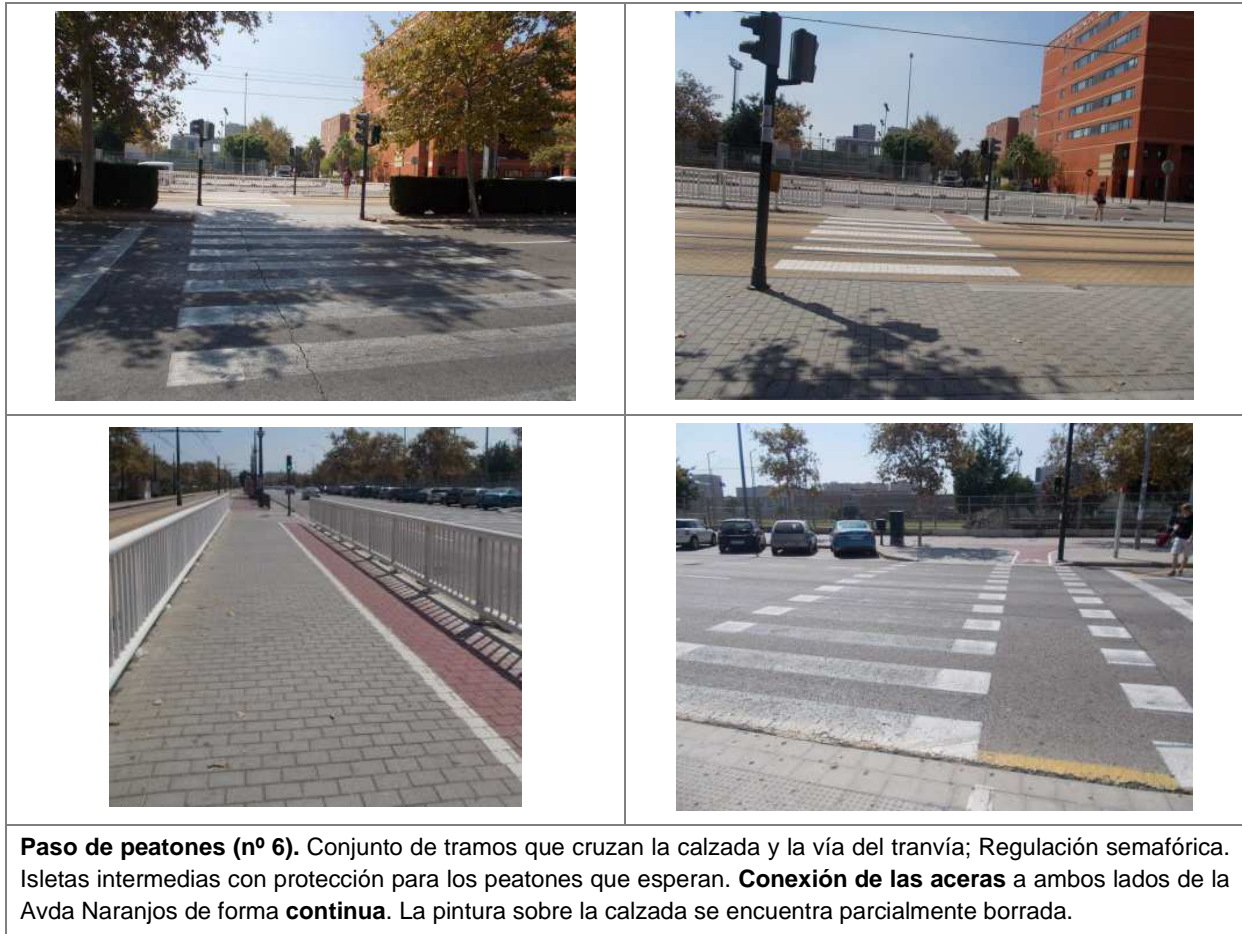 Paso de peatones (nº 6). Conjunto de tramos que cruzan la calzada y la vía del tranvía; Regulación semafórica.
Isletas intermedias con protección para los peatones que esperan. Conexión de las aceras a ambos lados de la
Avda Naranjos de forma continua. La pintura sobre la calzada se encuentra parcialmente borrada.